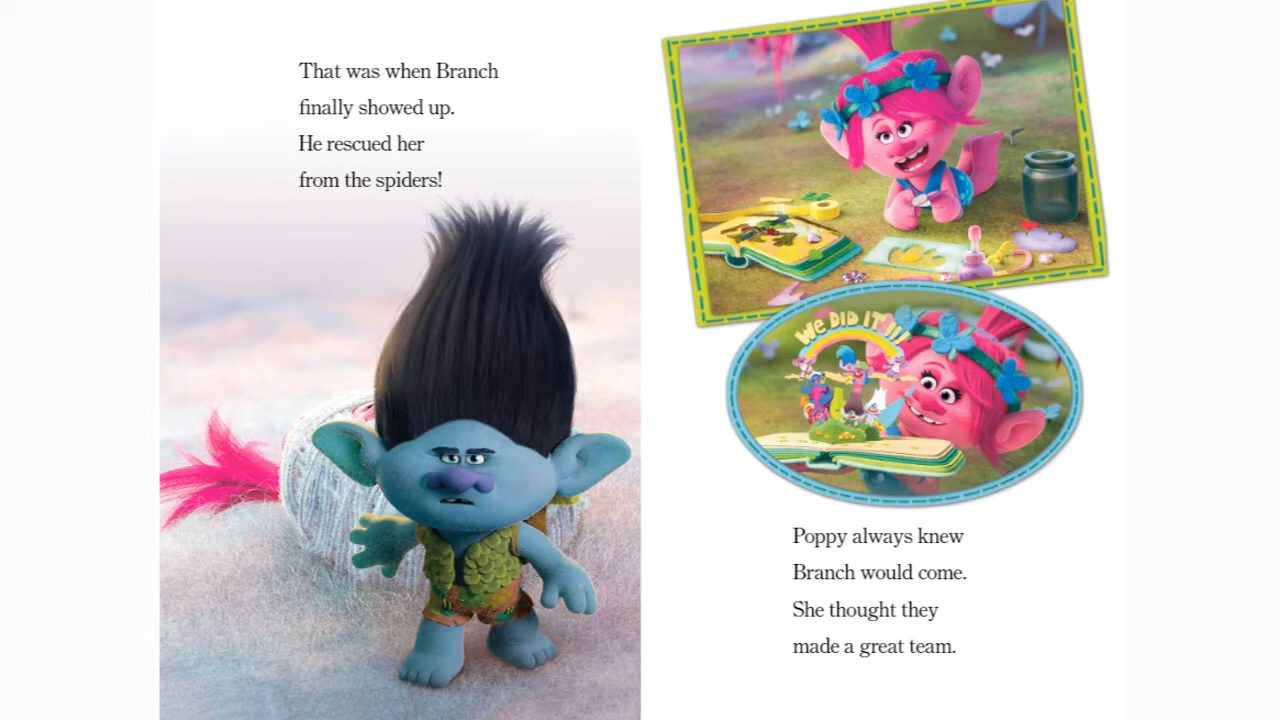 That was when Branch
finally showed up.
He rescued her
from the spiders!
WE DID IT!!!
Poppy always knew
Branch would come.
She thought they
made a great team.